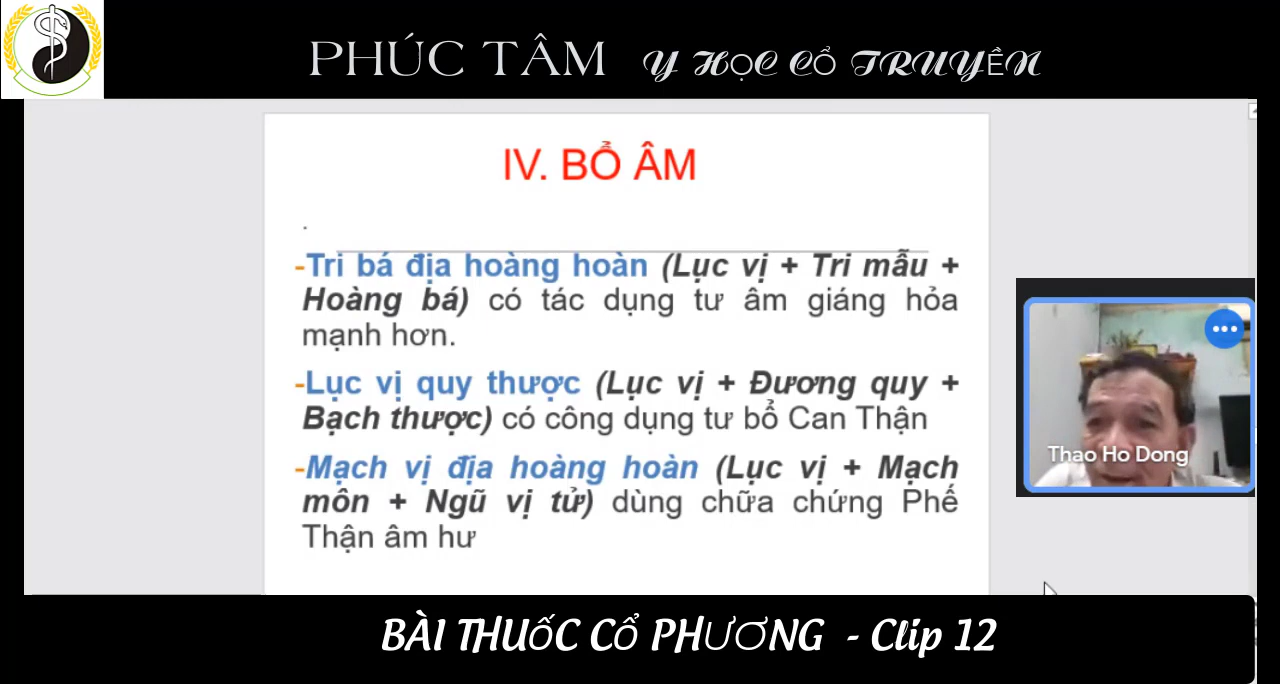 PHÚC TÂM Y HỌC CỔ TRUYỀN
IV. BỔ ÂM
.
-Tri bá địa hoàng hoàn (Lục vị + Tri mẫu +
Hoàng bá) có tác dụng tư âm giáng hỏa
mạnh hơn.
-Lục vị quy thược (Lục vị + Đương quy +
Bạch thược) có công dụng tư bổ Can Thận
-Mạch vị địa hoàng hoàn (Lục vị + Mạch
môn + Ngũ vị tử) dùng chữa chứng Phế
Thận âm hư
Thao Ho Dong
BÀI THUỐC CỔ PHƯƠNG - Clip 12